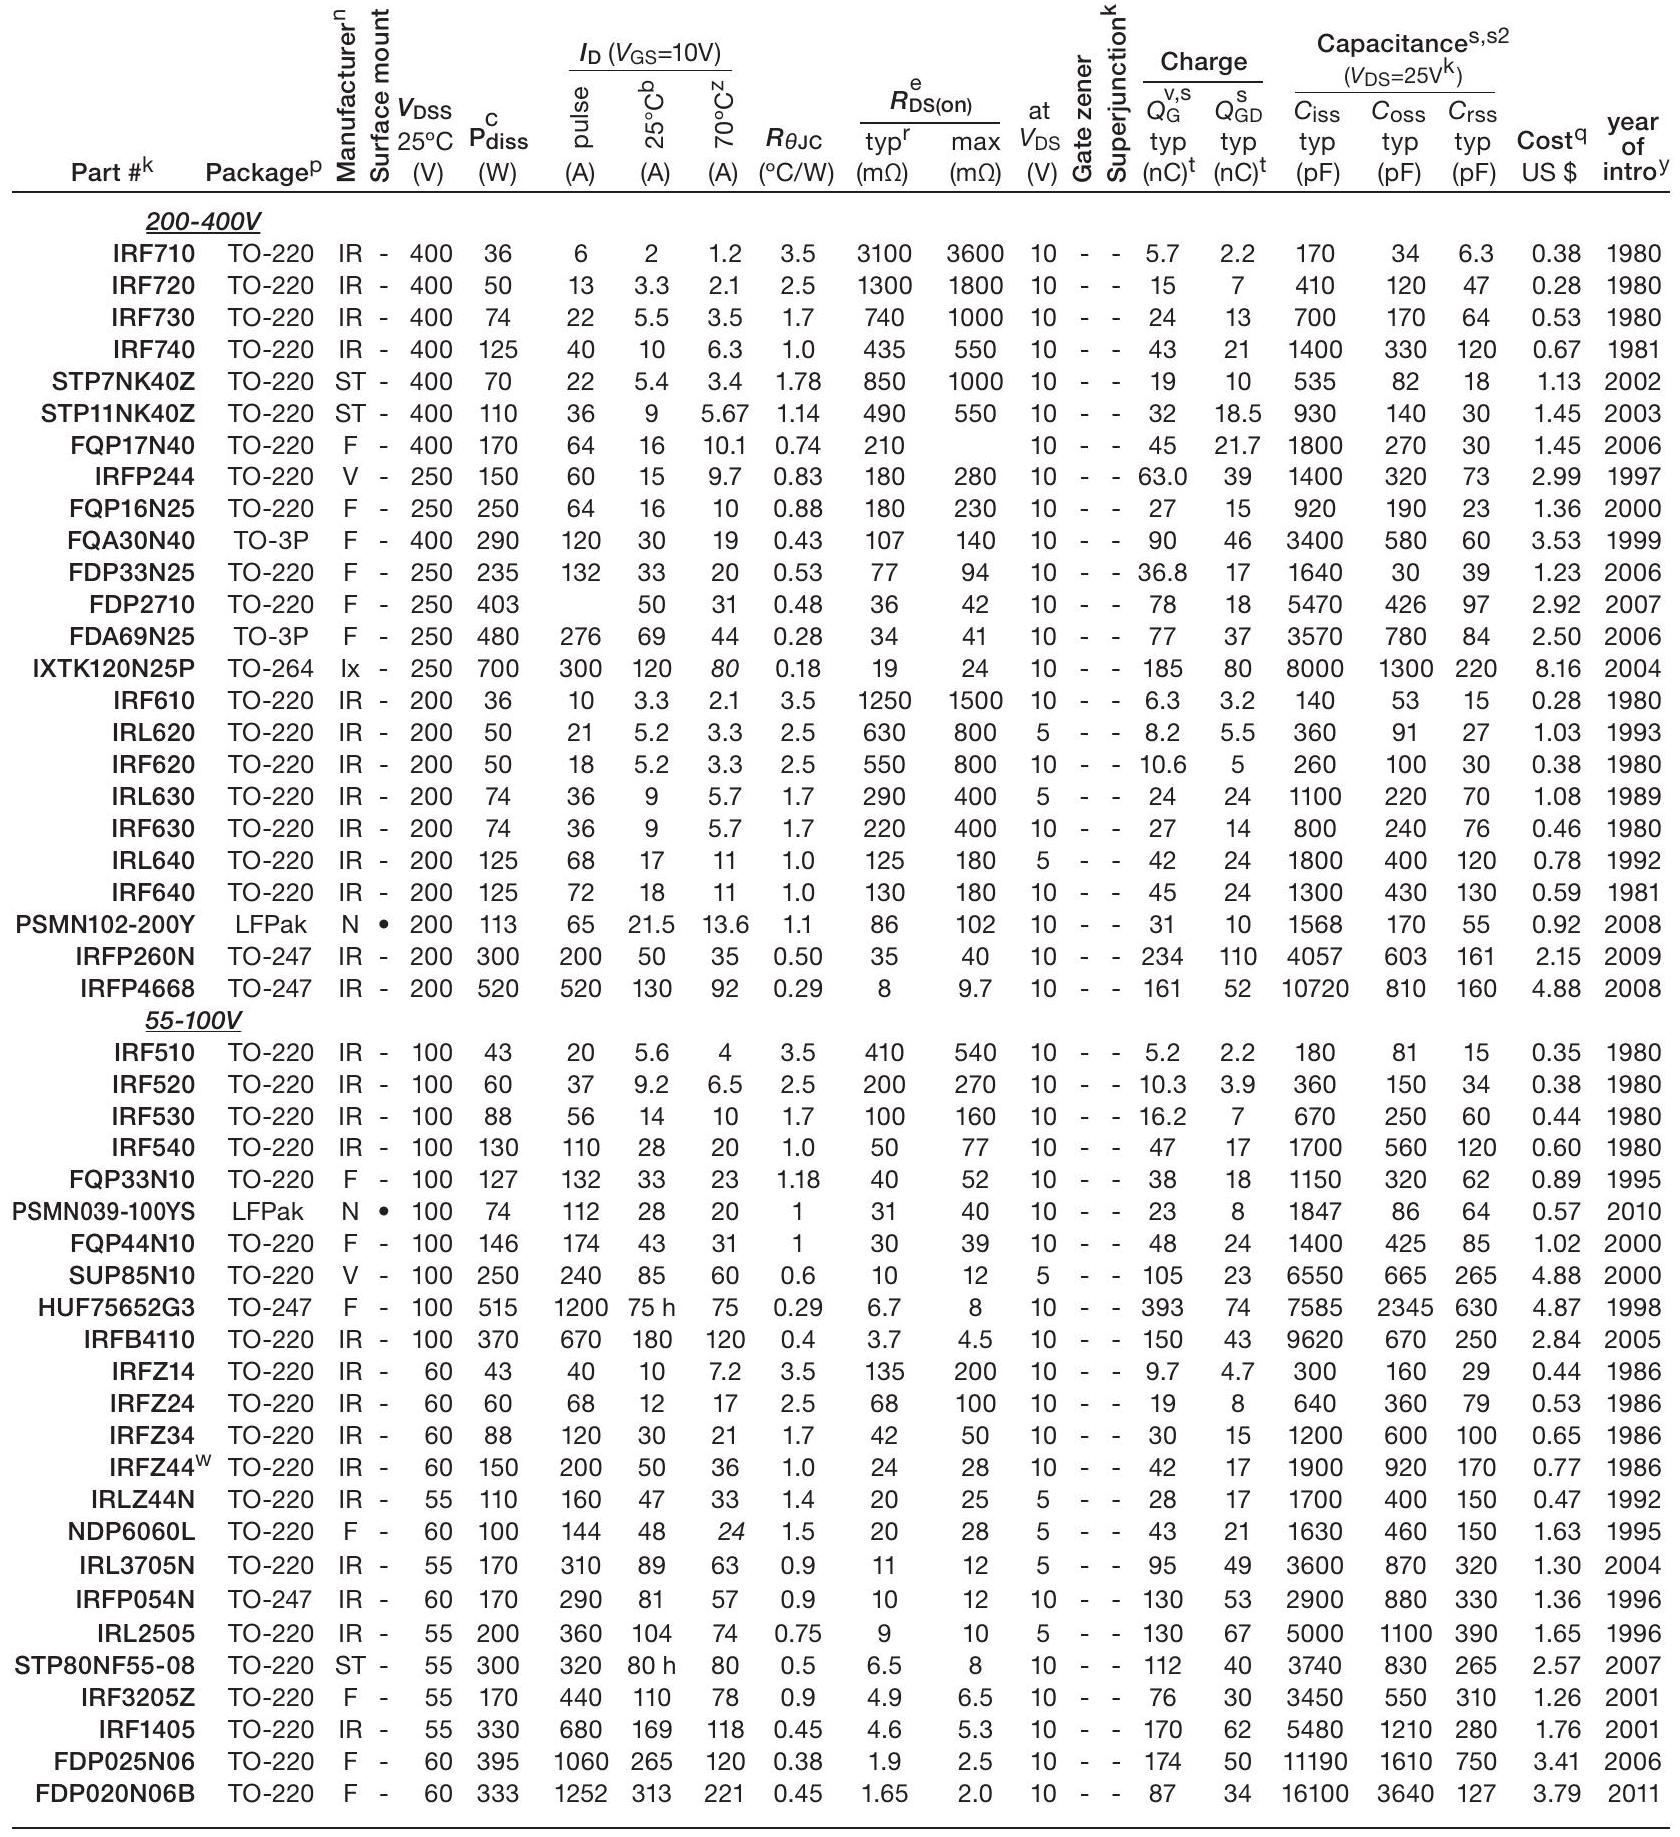 Part #k Package p Manufacturer n Surface mount VDSS 25°C (V) Pdiss c (W) ID (VGS=10V) pulse (A) 25°C b (A) 70°C z (A) RθJC (°C/W) RDS(on) e typ r (mΩ) max (mΩ) at VDS (V) Gate zener Superjunction k Charge QG v,s typ (nC) t QGD s typ (nC) t Capacitance s,s2 (VDS=25V k) Ciss typ (pF) Coss typ (pF) Crss typ (pF) Cost q US $ year of intro y
200-400V
IRF710 TO-220 IR - 400 36 6 2 1.2 3.5 3100 3600 10 - - 5.7 2.2 170 34 6.3 0.38 1980
IRF720 TO-220 IR - 400 50 13 3.3 2.1 2.5 1300 1800 10 - - 15 7 410 120 47 0.28 1980
IRF730 TO-220 IR - 400 74 22 5.5 3.5 1.7 740 1000 10 - - 24 13 700 170 64 0.53 1980
IRF740 TO-220 IR - 400 125 40 10 6.3 1.0 435 550 10 - - 43 21 1400 330 120 0.67 1981
STP7NK40Z TO-220 ST - 400 70 22 5.4 3.4 1.78 850 1000 10 - - 19 10 535 82 18 1.13 2002
STP11NK40Z TO-220 ST - 400 110 36 9 5.67 1.14 490 550 10 - - 32 18.5 930 140 30 1.45 2003
FQP17N40 TO-220 F - 400 170 64 16 10.1 0.74 210 10 - - 45 21.7 1800 270 30 1.45 2006
IRFP244 TO-220 V - 250 150 60 15 9.7 0.83 180 280 10 - - 63.0 39 1400 320 73 2.99 1997
FQP16N25 TO-220 F - 250 250 64 16 10 0.88 180 230 10 - - 27 15 920 190 23 1.36 2000
FQA30N40 TO-3P F - 400 290 120 30 19 0.43 107 140 10 - - 90 46 3400 580 60 3.53 1999
FDP33N25 TO-220 F - 250 235 132 33 20 0.53 77 94 10 - - 36.8 17 1640 30 39 1.23 2006
FDP2710 TO-220 F - 250 403 50 31 0.48 36 42 10 - - 78 18 5470 426 97 2.92 2007
FDA69N25 TO-3P F - 250 480 276 69 44 0.28 34 41 10 - - 77 37 3570 780 84 2.50 2006
IXTK120N25P TO-264 Ix - 250 700 300 120 80 0.18 19 24 10 - - 185 80 8000 1300 220 8.16 2004
IRF610 TO-220 IR - 200 36 10 3.3 2.1 3.5 1250 1500 10 - - 6.3 3.2 140 53 15 0.28 1980
IRL620 TO-220 IR - 200 50 21 5.2 3.3 2.5 630 800 5 - - 8.2 5.5 360 91 27 1.03 1993
IRF620 TO-220 IR - 200 50 18 5.2 3.3 2.5 550 800 10 - - 10.6 5 260 100 30 0.38 1980
IRL630 TO-220 IR - 200 74 36 9 5.7 1.7 290 400 5 - - 24 24 1100 220 70 1.08 1989
IRF630 TO-220 IR - 200 74 36 9 5.7 1.7 220 400 10 - - 27 14 800 240 76 0.46 1980
IRL640 TO-220 IR - 200 125 68 17 11 1.0 125 180 5 - - 42 24 1800 400 120 0.78 1992
IRF640 TO-220 IR - 200 125 72 18 11 1.0 130 180 10 - - 45 24 1300 430 130 0.59 1981
PSMN102-200Y LFPak N • 200 113 65 21.5 13.6 1.1 86 102 10 - - 31 10 1568 170 55 0.92 2008
IRFP260N TO-247 IR - 200 300 200 50 35 0.50 35 40 10 - - 234 110 4057 603 161 2.15 2009
IRFP4668 TO-247 IR - 200 520 520 130 92 0.29 8 9.7 10 - - 161 52 10720 810 160 4.88 2008
55-100V
IRF510 TO-220 IR - 100 43 20 5.6 4 3.5 410 540 10 - - 5.2 2.2 180 81 15 0.35 1980
IRF520 TO-220 IR - 100 60 37 9.2 6.5 2.5 200 270 10 - - 10.3 3.9 360 150 34 0.38 1980
IRF530 TO-220 IR - 100 88 56 14 10 1.7 100 160 10 - - 16.2 7 670 250 60 0.44 1980
IRF540 TO-220 IR - 100 130 110 28 20 1.0 50 77 10 - - 47 17 1700 560 120 0.60 1980
FQP33N10 TO-220 F - 100 127 132 33 23 1.18 40 52 10 - - 38 18 1150 320 62 0.89 1995
PSMN039-100YS LFPak N • 100 74 112 28 20 1 31 40 10 - - 23 8 1847 86 64 0.57 2010
FQP44N10 TO-220 F - 100 146 174 43 31 1 30 39 10 - - 48 24 1400 425 85 1.02 2000
SUP85N10 TO-220 V - 100 250 240 85 60 0.6 10 12 5 - - 105 23 6550 665 265 4.88 2000
HUF75652G3 TO-247 F - 100 515 1200 75 h 75 0.29 6.7 8 10 - - 393 74 7585 2345 630 4.87 1998
IRFB4110 TO-220 IR - 100 370 670 180 120 0.4 3.7 4.5 10 - - 150 43 9620 670 250 2.84 2005
IRFZ14 TO-220 IR - 60 43 40 10 7.2 3.5 135 200 10 - - 9.7 4.7 300 160 29 0.44 1986
IRFZ24 TO-220 IR - 60 60 68 12 17 2.5 68 100 10 - - 19 8 640 360 79 0.53 1986
IRFZ34 TO-220 IR - 60 88 120 30 21 1.7 42 50 10 - - 30 15 1200 600 100 0.65 1986
IRFZ44w TO-220 IR - 60 150 200 50 36 1.0 24 28 10 - - 42 17 1900 920 170 0.77 1986
IRLZ44N TO-220 IR - 55 110 160 47 33 1.4 20 25 5 - - 28 17 1700 400 150 0.47 1992
NDP6060L TO-220 F - 60 100 144 48 24 1.5 20 28 5 - - 43 21 1630 460 150 1.63 1995
IRL3705N TO-220 IR - 55 170 310 89 63 0.9 11 12 5 - - 95 49 3600 870 320 1.30 2004
IRFP054N TO-247 IR - 60 170 290 81 57 0.9 10 12 10 - - 130 53 2900 880 330 1.36 1996
IRL2505 TO-220 IR - 55 200 360 104 74 0.75 9 10 5 - - 130 67 5000 1100 390 1.65 1996
STP80NF55-08 TO-220 ST - 55 300 320 80 h 80 0.5 6.5 8 10 - - 112 40 3740 830 265 2.57 2007
IRF3205Z TO-220 F - 55 170 440 110 78 0.9 4.9 6.5 10 - - 76 30 3450 550 310 1.26 2001
IRF1405 TO-220 IR - 55 330 680 169 118 0.45 4.6 5.3 10 - - 170 62 5480 1210 280 1.76 2001
FDP025N06 TO-220 F - 60 395 1060 265 120 0.38 1.9 2.5 10 - - 174 50 11190 1610 750 3.41 2006
FDP020N06B TO-220 F - 60 333 1252 313 221 0.45 1.65 2.0 10 - - 87 34 16100 3640 127 3.79 2011